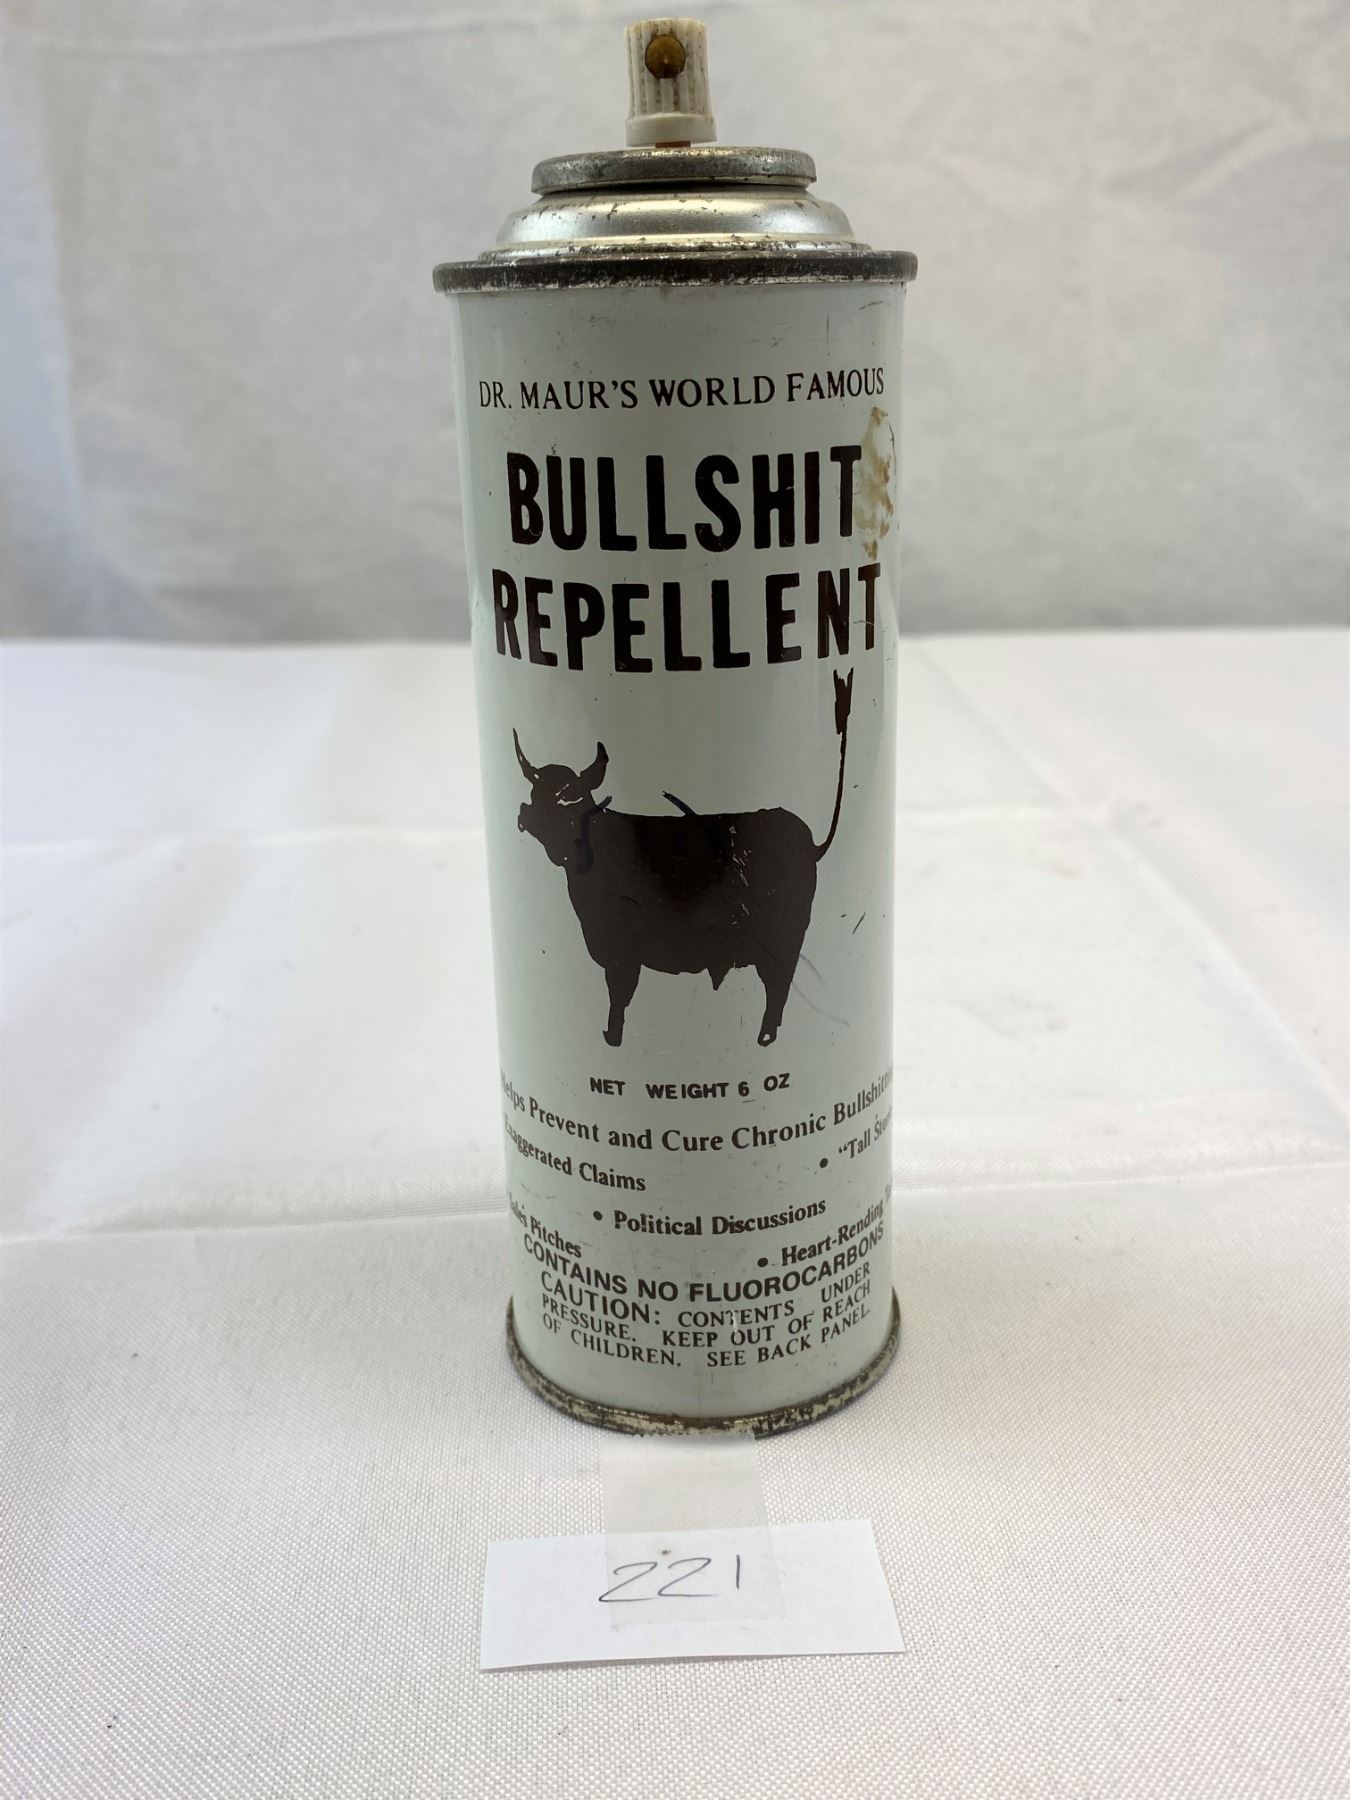 DR. MAUR'S WORLD FAMOUS
BULLSHIT
REPELLENT
NET WEIGHT 6 OZ
Helps Prevent and Cure Chronic
Exaggerated Claims
• "Tall
• Political Discussions
Pitches
• Heart-Rending
CONTAINS NO FLUOROCARBONS
CAUTION: CONTENTS UNDER
PRESSURE. KEEP OUT OF REACH
OF CHILDREN. SEE BACK PANEL.
221